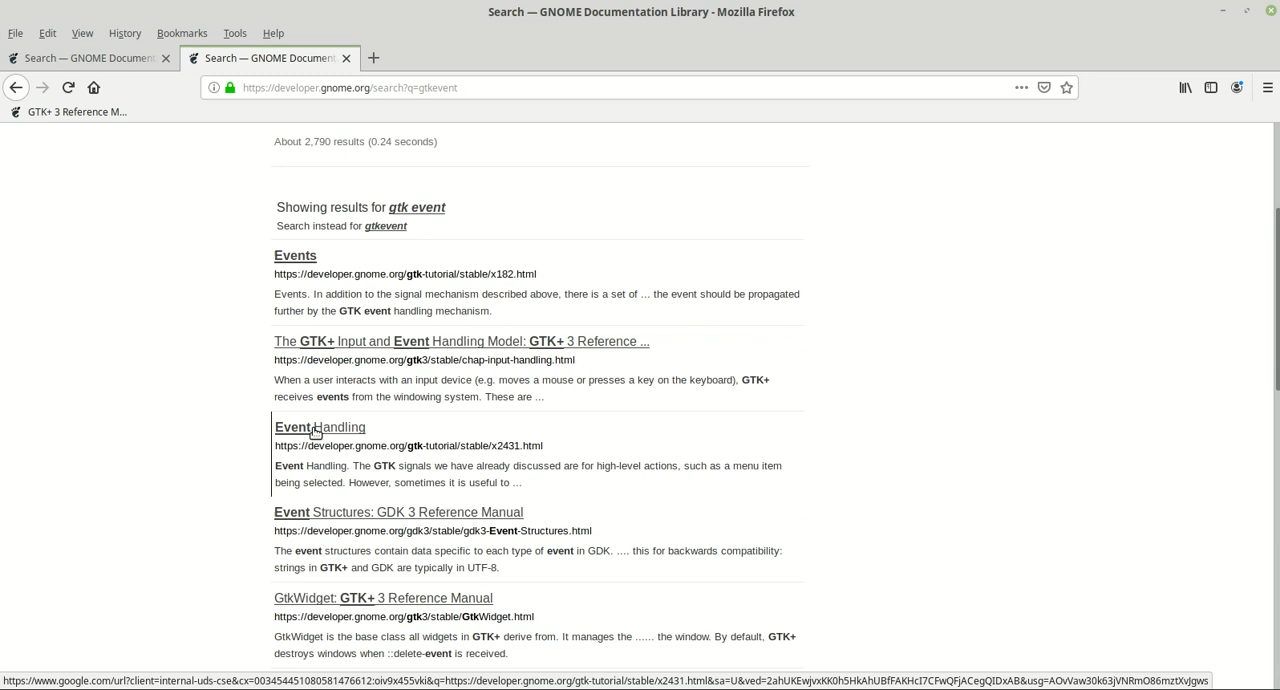 Search — GNOME Documentation Library - Mozilla Firefox
File Edit View History Bookmarks Tools Help
Search — GNOME Document Search — GNOME Document
https://developer.gnome.org/search?q=gtkevent
GTK+ 3 Reference M...
About 2,790 results (0.24 seconds)
Showing results for gtk event
Search instead for gtkevent
Events
https://developer.gnome.org/gtk-tutorial/stable/x182.html
Events. In addition to the signal mechanism described above, there is a set of ... the event should be propagated
further by the GTK event handling mechanism.
The GTK+ Input and Event Handling Model: GTK+ 3 Reference ...
https://developer.gnome.org/gtk3/stable/chap-input-handling.html
When a user interacts with an input device (e.g. moves a mouse or presses a key on the keyboard), GTK+
receives events from the windowing system. These are ...
Event Handling
https://developer.gnome.org/gtk-tutorial/stable/x2431.html
Event Handling. The GTK signals we have already discussed are for high-level actions, such as a menu item
being selected. However, sometimes it is useful to ...
Event Structures: GDK 3 Reference Manual
https://developer.gnome.org/gdk3/stable/gdk3-Event-Structures.html
The event structures contain data specific to each type of event in GDK. .... this for backwards compatibility:
strings in GTK+ and GDK are typically in UTF-8.
GtkWidget: GTK+ 3 Reference Manual
https://developer.gnome.org/gtk3/stable/GtkWidget.html
GtkWidget is the base class all widgets in GTK+ derive from. It manages the ...... the window. By default, GTK+
destroys windows when ::delete-event is received.
https://www.google.com/url?client=internal-uds-cse&cx=003454451080581476612:oiv9x455vki&q=https://developer.gnome.org/gtk-tutorial/stable/x2431.html&sa=U&ved=2ahUKEwjvxKK0h5HkAhUBfFAKHcI7CFwQFjACegQIDxAB&usg=AOvVaw30k63jVNRmO86mztXvJgws